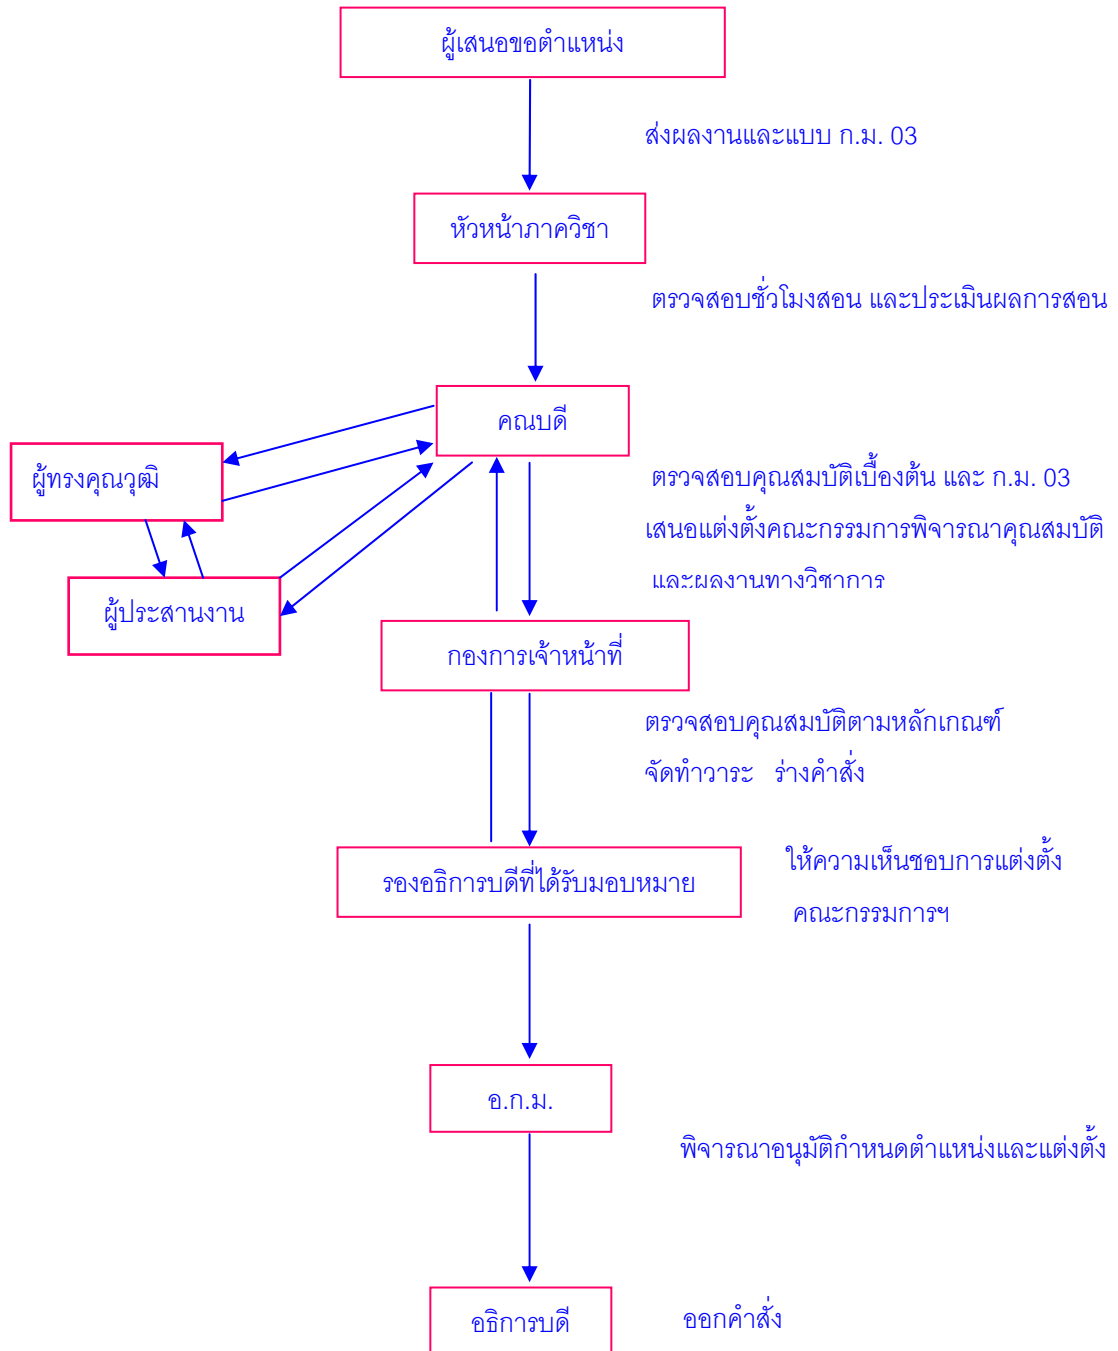 ผู้เสนอขอตำแหน่ง
ส่งผลงานและแบบ ก.ม. 03
หัวหน้าภาควิชา
ตรวจสอบชั่วโมงสอน และประเมินผลการสอน
คณบดี
ผู้ทรงคุณวุฒิ
ตรวจสอบคุณสมบัติเบื้องต้น และ ก.ม. 03
เสนอแต่งตั้งคณะกรรมการพิจารณาคุณสมบัติ
และผลงานทางวิชาการ
ผู้ประสานงาน
กองการเจ้าหน้าที่
ตรวจสอบคุณสมบัติตามหลักเกณฑ์
จัดทำวาระ ร่างคำสั่ง
รองอธิการบดีที่ได้รับมอบหมาย
ให้ความเห็นชอบการแต่งตั้ง
คณะกรรมการฯ
อ.ก.ม.
พิจารณาอนุมัติกำหนดตำแหน่งและแต่งตั้ง
อธิการบดี
ออกคำสั่ง